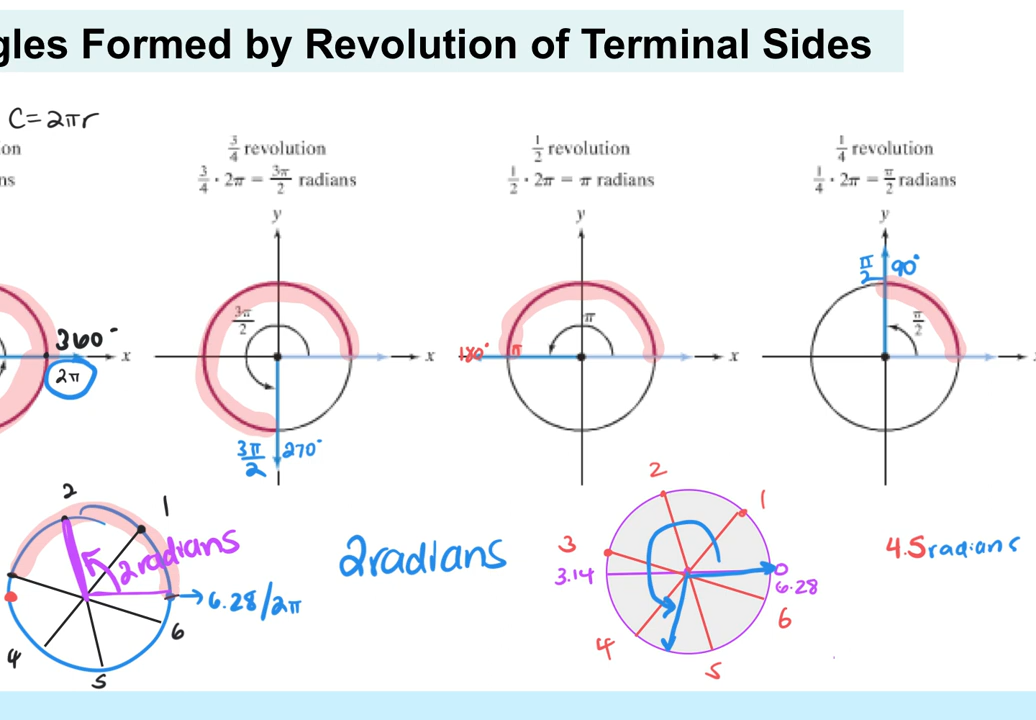 gles Formed by Revolution of Terminal Sides
C=2πr
on
ns
3/4 revolution
3/4 · 2π = 3π/2 radians
1/2 revolution
1/2 · 2π = π radians
1/4 revolution
1/4 · 2π = π/2 radians
y
y
y
360°
x
2π
3π/2
x
3π/2
270°
180°
π
π
x
π/2
90°
π/2
2
1
2radians
6.28/2π
6
4
5
2radians
2
1
3
3.14
0
6.28
6
4
5
4.5radians